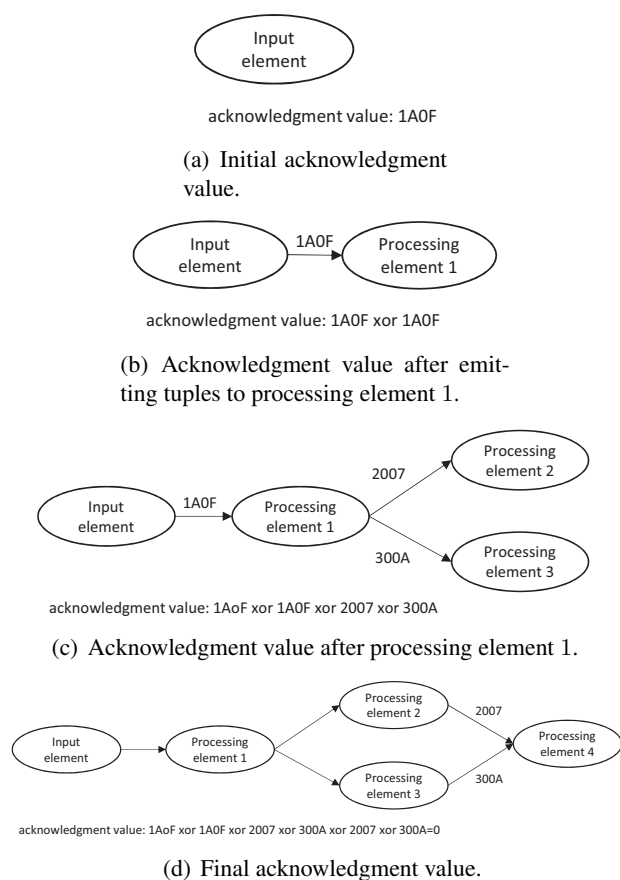 Input
element
acknowledgment value: 1A0F
(a) Initial acknowledgment
value.
Input
element
1A0F
Processing
element 1
acknowledgment value: 1A0F xor 1A0F
(b) Acknowledgment value after emit-
ting tuples to processing element 1.
Input
element
1A0F
Processing
element 1
2007
300A
Processing
element 2
Processing
element 3
acknowledgment value: 1AoF xor 1A0F xor 2007 xor 300A
(c) Acknowledgment value after processing element 1.
Input
element
Processing
element 1
Processing
element 2
Processing
element 3
2007
300A
Processing
element 4
acknowledgment value: 1AoF xor 1A0F xor 2007 xor 300A xor 2007 xor 300A=0
(d) Final acknowledgment value.